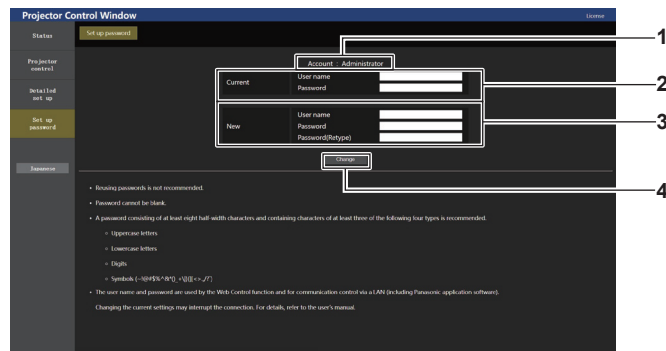 Projector Control Window
License
Status
Set up password
1
Projector
control
Account : Administrator
Current
User name
Password
2
Detailed
set up
New
User name
Password
Password(Retype)
3
Set up
password
Change
Japanese
4
• Reusing passwords is not recommended.
• Password cannot be blank.
• A password consisting of at least eight half-width characters and containing characters of at least three of the following four types is recommended.
Uppercase letters
Lowercase letters
Digits
Symbols
• The user name and password are used by the Web Control function and for communication control via a LAN (including Panasonic application software).
Changing the current settings may interrupt the connection. For details, refer to the user's manual.